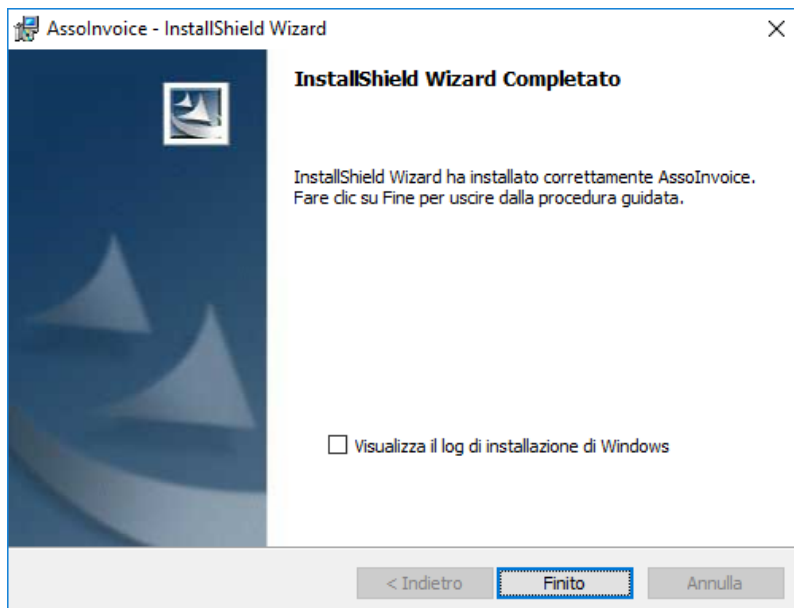 AssoInvoice - InstallShield Wizard
InstallShield Wizard Completato
InstallShield Wizard ha installato correttamente AssoInvoice.
Fare clic su Fine per uscire dalla procedura guidata.
Visualizza il log di installazione di Windows
< Indietro
Finito
Annulla